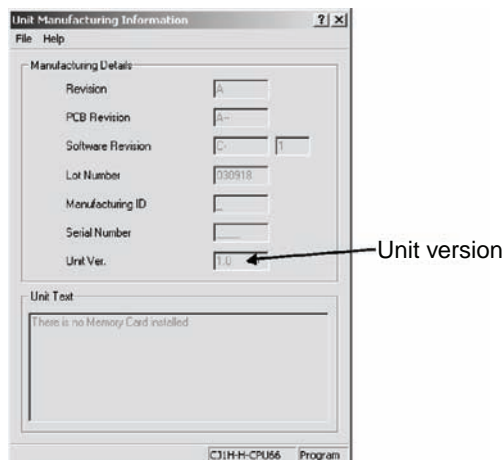 Unit Manufacturing Information
File Help
Manufacturing Details
Revision A
PCB Revision A--
Software Revision C- 1
Lot Number 030918
Manufacturing ID _
Serial Number ____
Unit Ver. 1.0
Unit version
Unit Text
There is no Memory Card installed
CJ1H-H-CPU66 Program